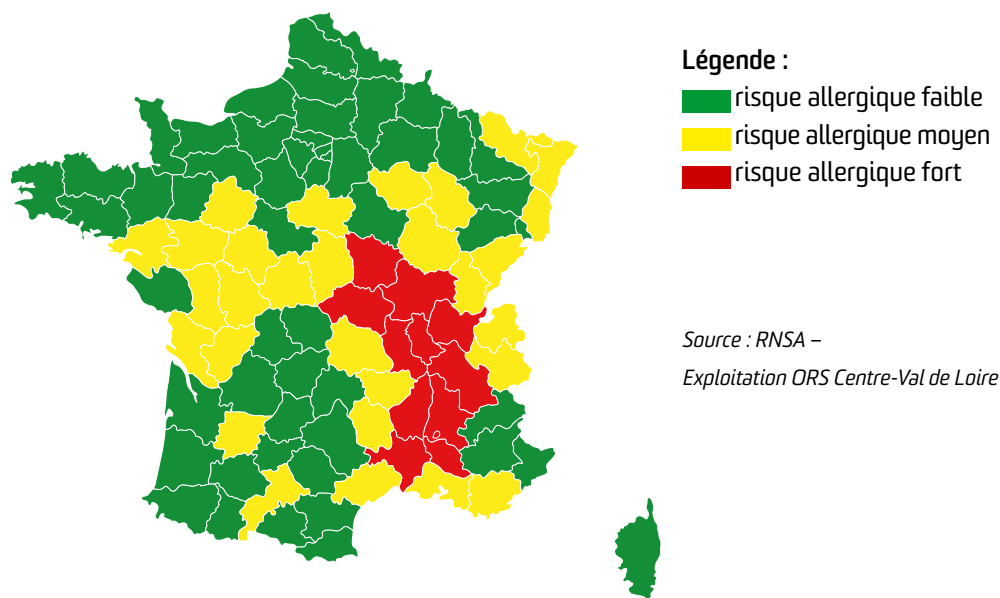 Légende :
risque allergique faible
risque allergique moyen
risque allergique fort
Source : RNSA –
Exploitation ORS Centre-Val de Loire